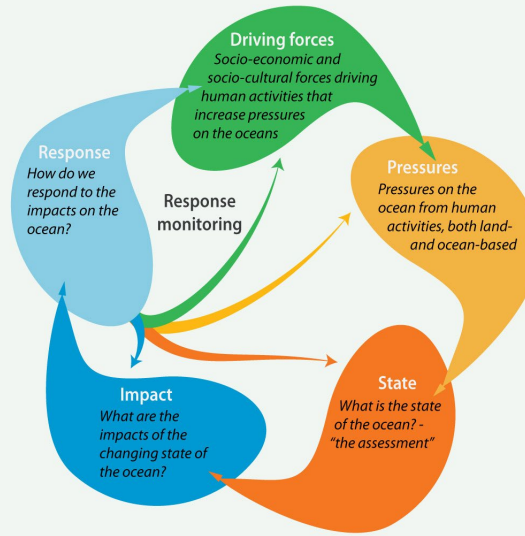 Driving forces
Socio-economic and
socio-cultural forces driving
human activities that
increase pressures
on the oceans
Response
How do we
respond to the
impacts on the
ocean?
Response
monitoring
Pressures
Pressures on the
ocean from human
activities, both land-
and ocean-based
State
What is the state
of the ocean? -
“the assessment”
Impact
What are the
impacts of the
changing state of
the ocean?